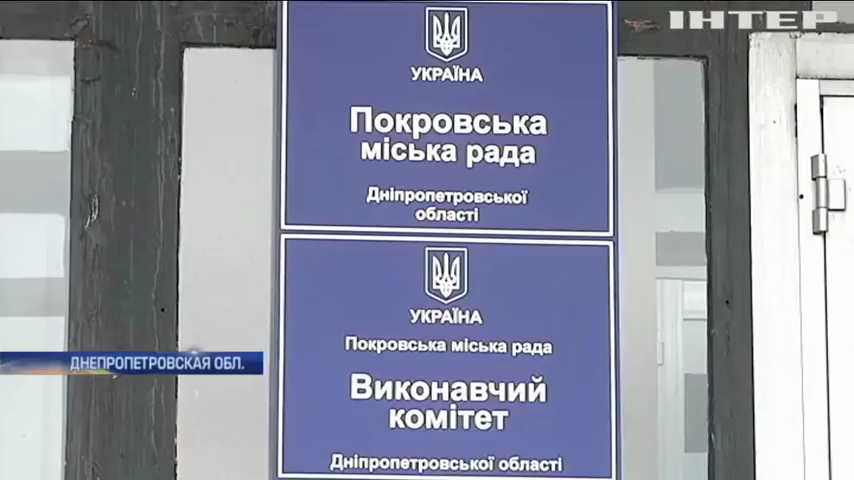 ІНТЕР
УКРАЇНА
Покровська
міська рада
Дніпропетровської
області
УКРАЇНА
Покровська міська рада
Виконавчий
комітет
Дніпропетровської області
ДНЕПРОПЕТРОВСКАЯ ОБЛ.